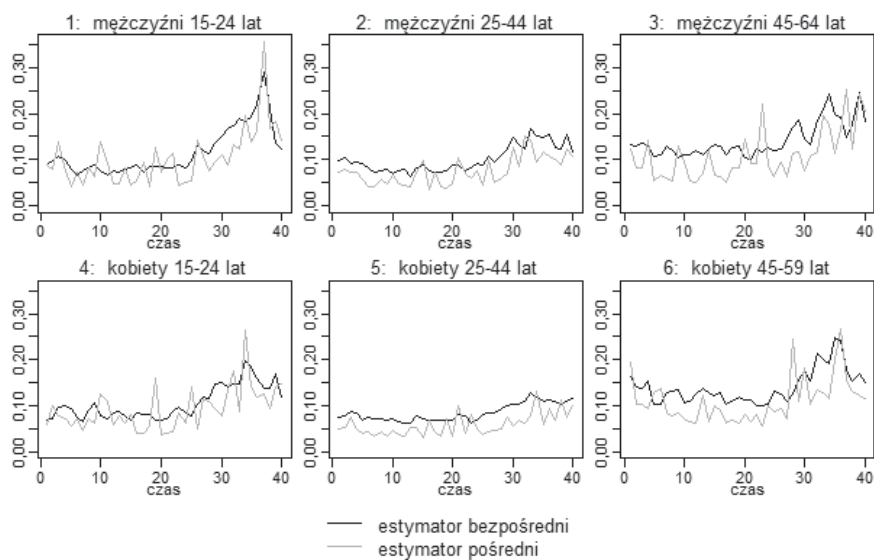 1: mężczyźni 15-24 lat
2: mężczyźni 25-44 lat
3: mężczyźni 45-64 lat
0,00 0,10 0,20 0,30
0,00 0,10 0,20 0,30
0,00 0,10 0,20 0,30
0 10 20 30 40
0 10 20 30 40
0 10 20 30 40
czas
czas
czas
4: kobiety 15-24 lat
5: kobiety 25-44 lat
6: kobiety 45-59 lat
0,00 0,10 0,20 0,30
0,00 0,10 0,20 0,30
0,00 0,10 0,20 0,30
0 10 20 30 40
0 10 20 30 40
0 10 20 30 40
czas
czas
czas
estymator bezpośredni
estymator pośredni